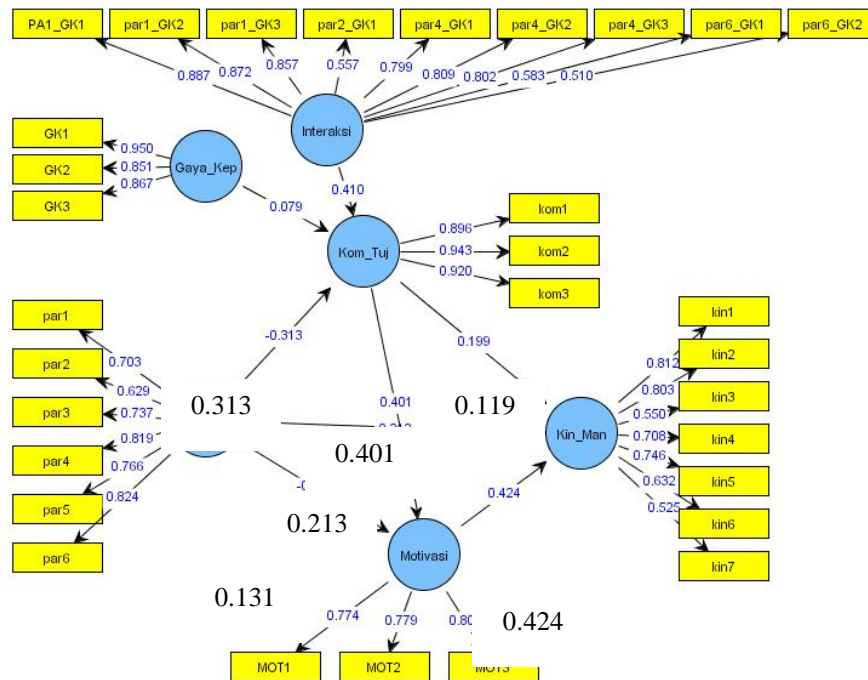 PA1_GK1 par1_GK2 par1_GK3 par2_GK1 par4_GK1 par4_GK2 par4_GK3 par6_GK1 par6_GK2
0.887 0.872 0.857 0.557 0.799 0.809 0.802 0.583 0.510
Interaksi
GK1
GK2
GK3
0.950
0.851
0.867
Gaya_Kep
0.079
0.410
Kom_Tuj
0.896
0.943
0.920
kom1
kom2
kom3
par1
par2
par3
par4
par5
par6
0.703
0.629
0.737
0.819
0.766
0.824
-0.313
0.313
0.401
0.401
0.199
0.119
0.213
0.131
Kin_Man
0.812
0.803
0.550
0.708
0.746
0.632
0.525
kin1
kin2
kin3
kin4
kin5
kin6
kin7
0.424
Motivasi
0.774
0.779
0.424
MOT1 MOT2